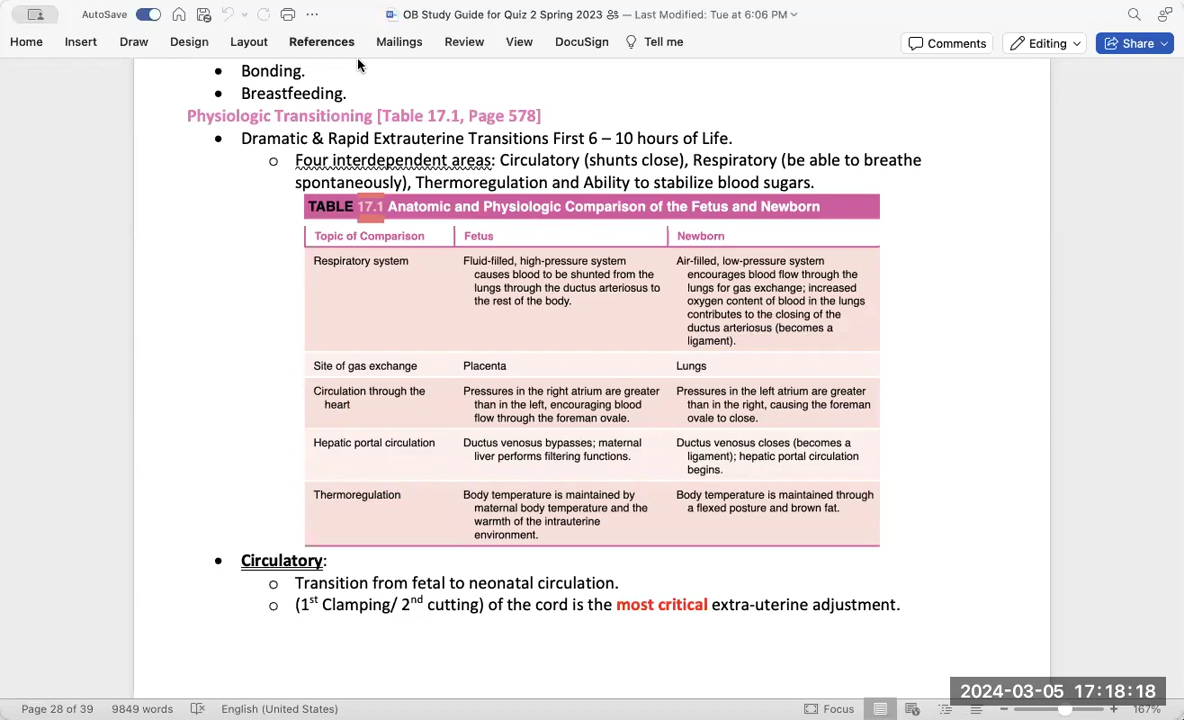 AutoSave
OB Study Guide for Quiz 2 Spring 2023 — Last Modified: Tue at 6:06 PM
Home Insert Draw Design Layout References Mailings Review View DocuSign Tell me Comments Editing Share
• Bonding.
• Breastfeeding.
Physiologic Transitioning [Table 17.1, Page 578]
• Dramatic & Rapid Extrauterine Transitions First 6 – 10 hours of Life.
o Four interdependent areas: Circulatory (shunts close), Respiratory (be able to breathe
spontaneously), Thermoregulation and Ability to stabilize blood sugars.
TABLE 17.1 Anatomic and Physiologic Comparison of the Fetus and Newborn
Topic of Comparison Fetus Newborn
Respiratory system
Fluid-filled, high-pressure system
causes blood to be shunted from the
lungs through the ductus arteriosus to
the rest of the body.
Air-filled, low-pressure system
encourages blood flow through the
lungs for gas exchange; increased
oxygen content of blood in the lungs
contributes to the closing of the
ductus arteriosus (becomes a
ligament).
Site of gas exchange Placenta Lungs
Circulation through the
heart
Pressures in the right atrium are greater
than in the left, encouraging blood
flow through the foreman ovale.
Pressures in the left atrium are greater
than in the right, causing the foreman
ovale to close.
Hepatic portal circulation
Ductus venosus bypasses; maternal
liver performs filtering functions.
Ductus venosus closes (becomes a
ligament); hepatic portal circulation
begins.
Thermoregulation
Body temperature is maintained by
maternal body temperature and the
warmth of the intrauterine
environment.
Body temperature is maintained through
a flexed posture and brown fat.
• Circulatory:
o Transition from fetal to neonatal circulation.
o (1st Clamping/ 2nd cutting) of the cord is the most critical extra-uterine adjustment.
2024-03-05 17:18:18
Page 28 of 39 9849 words English (United States) Focus 167%